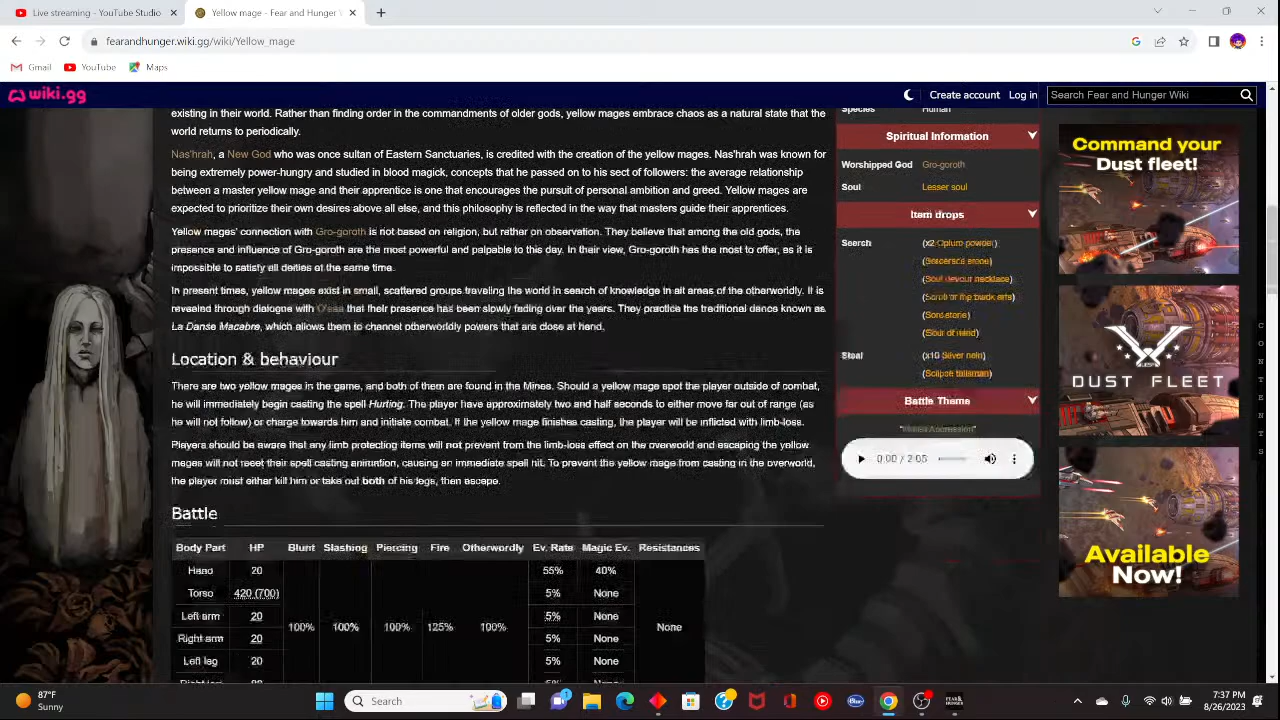 Live streaming - YouTube Studio
Yellow mage - Fear and Hunger W
fearandhunger.wiki.gg/wiki/Yellow_mage
Gmail YouTube Maps
wiki.gg
Create account Log in Search Fear and Hunger Wiki
existing in their world. Rather than finding order in the commandments of older gods, yellow mages embrace chaos as a natural state that the
world returns to periodically.
Nas'hrah, a New God who was once sultan of Eastern Sanctuaries, is credited with the creation of the yellow mages. Nas'hrah was known for
being extremely power-hungry and studied in blood magick, concepts that he passed on to his sect of followers: the average relationship
between a master yellow mage and their apprentice is one that encourages the pursuit of personal ambition and greed. Yellow mages are
expected to prioritize their own desires above all else, and this philosophy is reflected in the way that masters guide their apprentices.
Yellow mages' connection with Gro-goroth is not based on religion, but rather on observation. They believe that among the old gods, the
presence and influence of Gro-goroth are the most powerful and palpable to this day. In their view, Gro-goroth has the most to offer, as it is
impossible to satisfy all deities at the same time.
In present times, yellow mages exist in small, scattered groups traveling the world in search of knowledge in all areas of the otherworldly. It is
revealed through dialogue with O'saa that their presence has been slowly fading over the years. They practice the traditional dance known as
La Danse Macabre, which allows them to channel otherworldly powers that are close at hand.
Location & behaviour
There are two yellow mages in the game, and both of them are found in the Mines. Should a yellow mage spot the player outside of combat,
he will immediately begin casting the spell Hurting. The player have approximately two and half seconds to either move far out of range (as
he will not follow) or charge towards him and initiate combat. If the yellow mage finishes casting, the player will be inflicted with limb-loss.
Players should be aware that any limb protecting items will not prevent from the limb-loss effect on the overworld and escaping the yellow
mages will not reset their spell casting animation, causing an immediate spell hit. To prevent the yellow mage from casting in the overworld,
the player must either kill him or take out both of his legs, then escape.
Battle
Body Part HP Blunt Slashing Piercing Fire Otherwordly Ev. Rate Magic Ev. Resistances
Head 20 55% 40%
Torso 420 (700) 5% None
Left arm 20 5% None
100% 100% 100% 125% 100% None
Right arm 20 5% None
Left leg 20 5% None
Species Human
Spiritual Information
Worshipped God Gro-goroth
Soul Lesser soul
Item drops
Search (x2 Opium powder)
(Soul devour necklace)
(Soul stone)
Steal (x10 Silver coin)
(Eclipse talisman)
Battle Theme
0:00 / 2:05
Command your
Dust fleet!
DUST FLEET
Available
Now!
CONTENTS
87°F
Sunny
Search
7:37 PM
8/26/2023